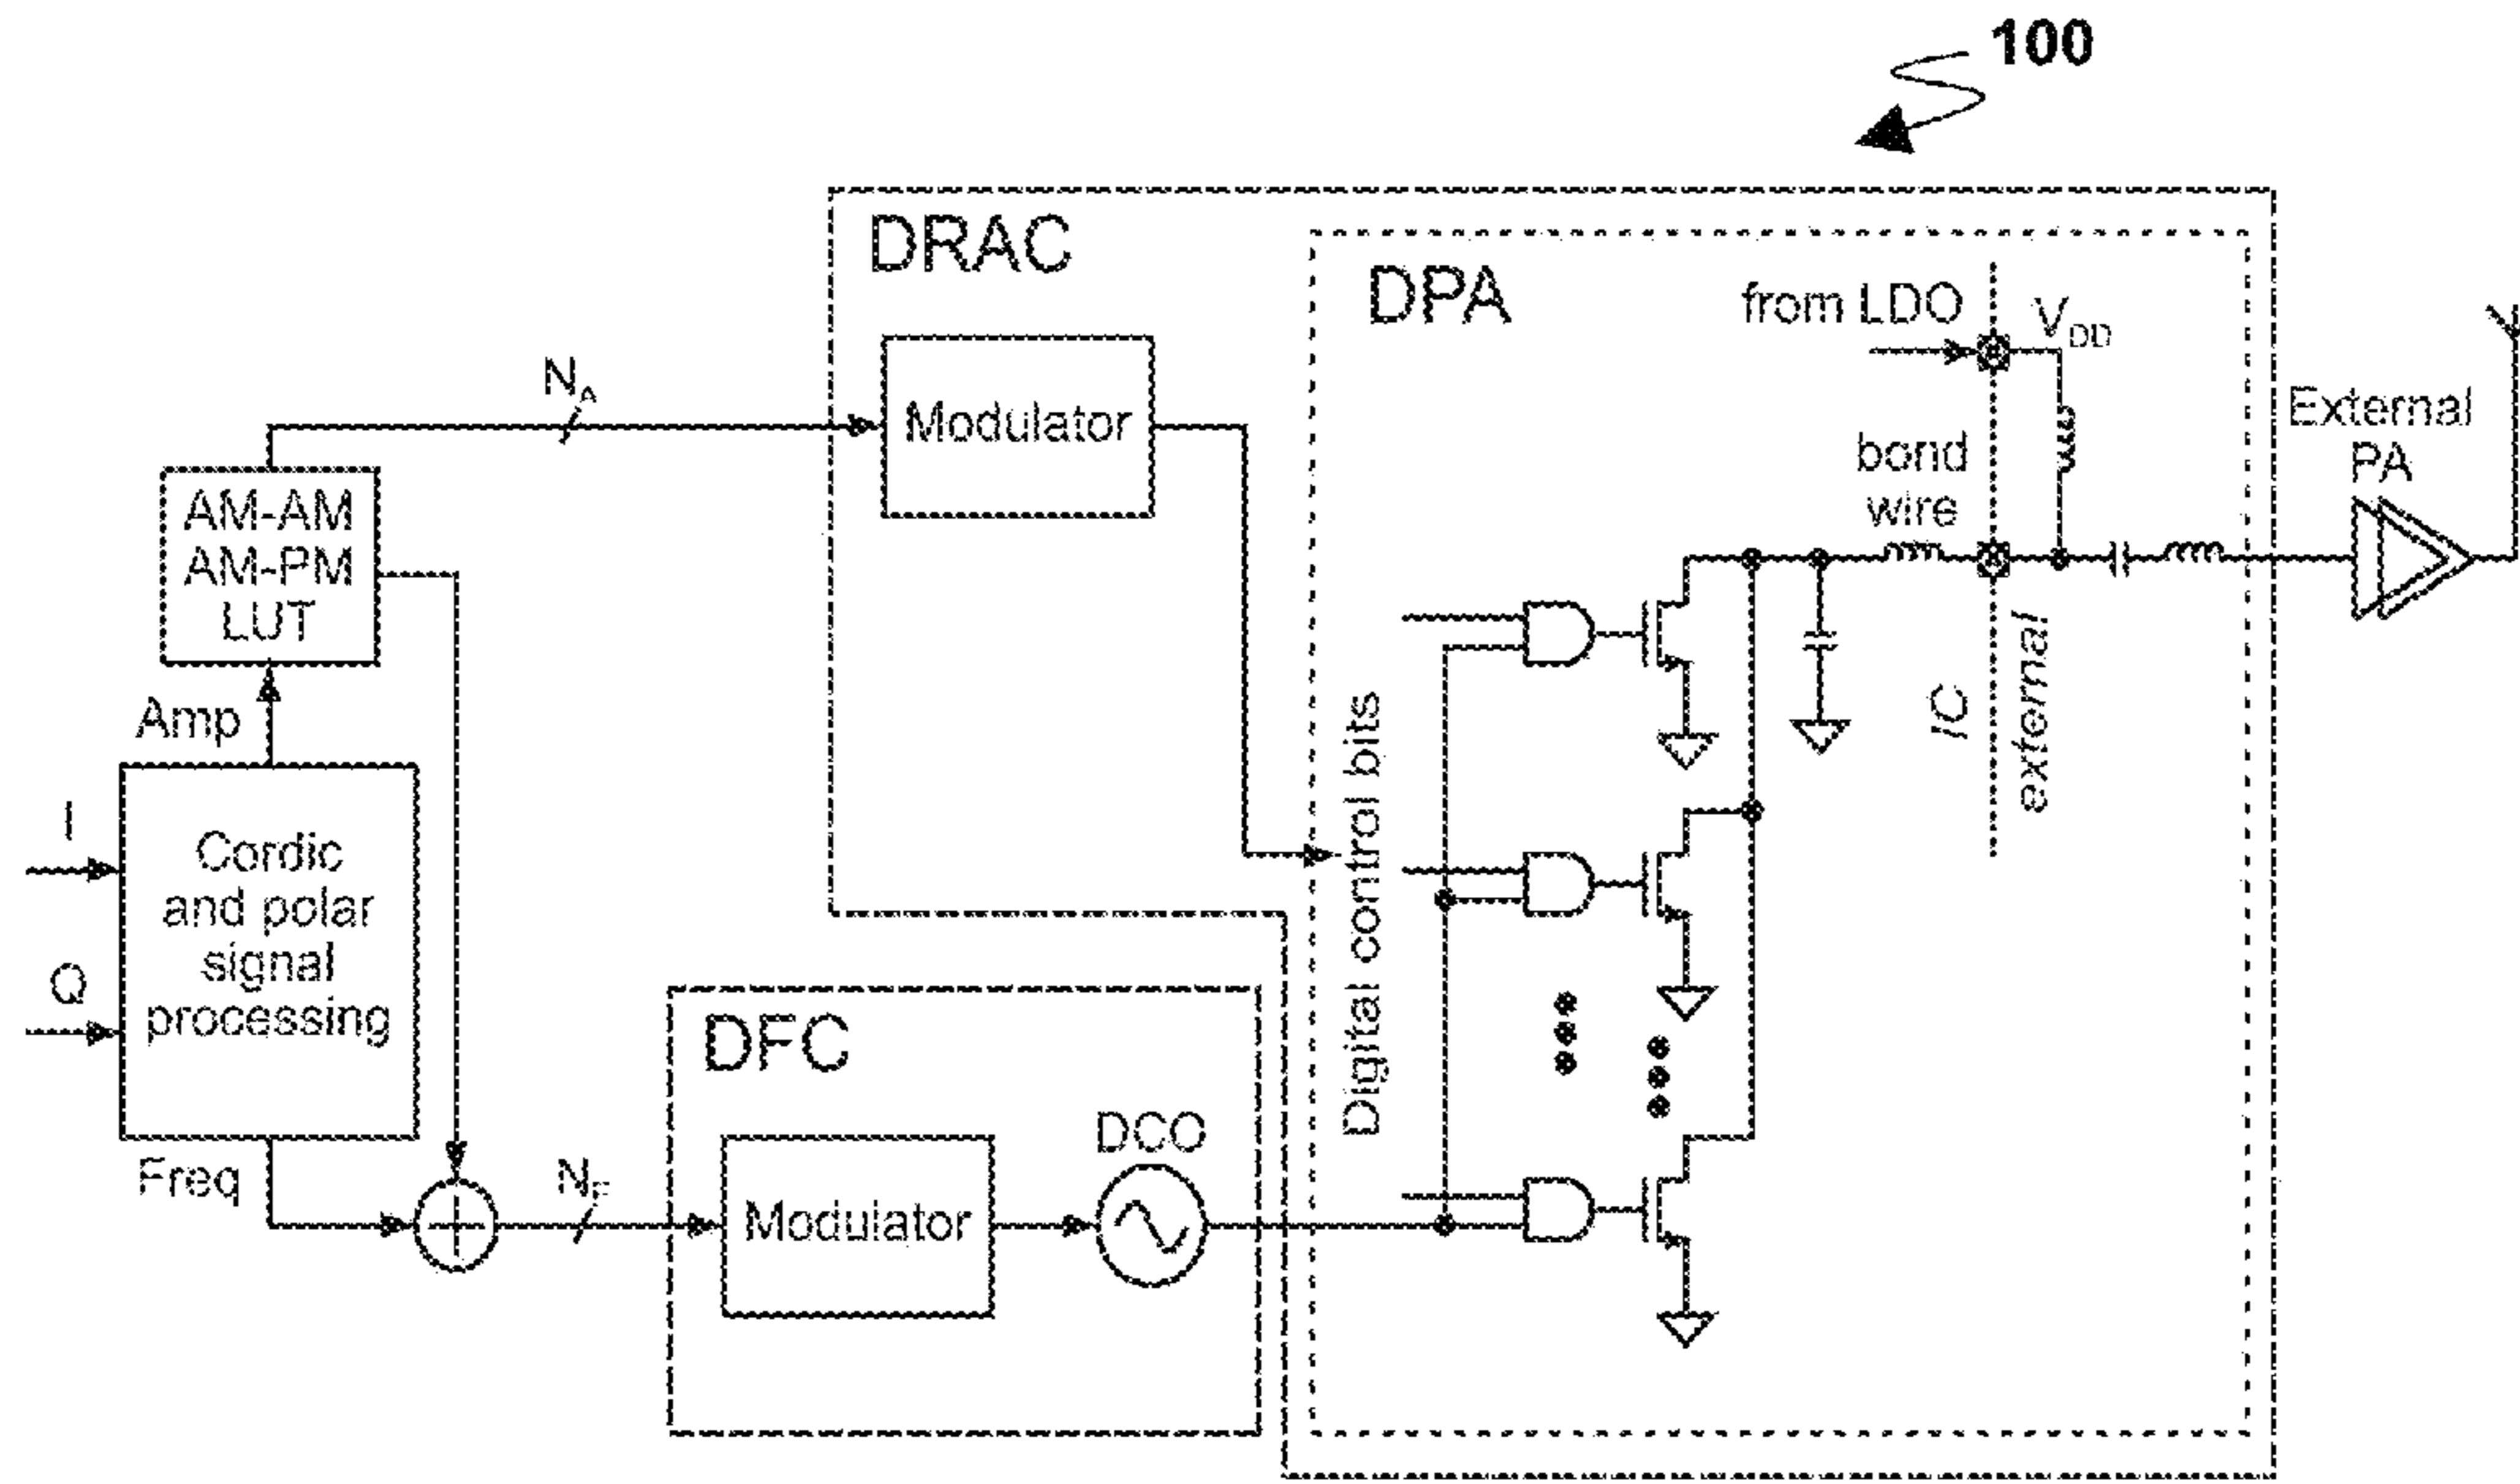 100
DRAC
DPA
from LDO
V_DD
N_A
Modulator
External
PA
bond
wire
AM-AM
AM-PM
LUT
Amp
IC
external
Digital control bits
I
Cordic
and polar
signal
processing
Q
DFC
DCO
Freq
N_F
Modulator